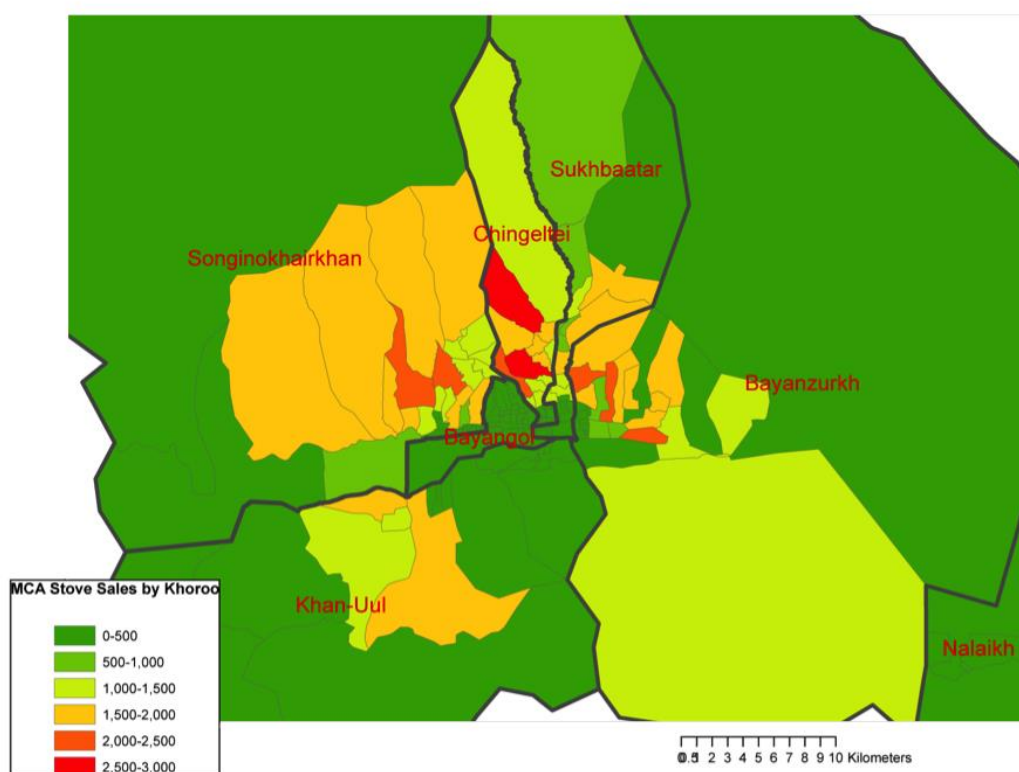 Sukhbaatar
Chingeltei
Songinokhairkhan
Bayanzurkh
Bayangol
Khan-Uul
Nalaikh
MCA Stove Sales by Khoroo
0-500
500-1,000
1,000-1,500
1,500-2,000
2,000-2,500
2,500-3,000
1 2 3 4 5 6 7 8 9 10 Kilometers